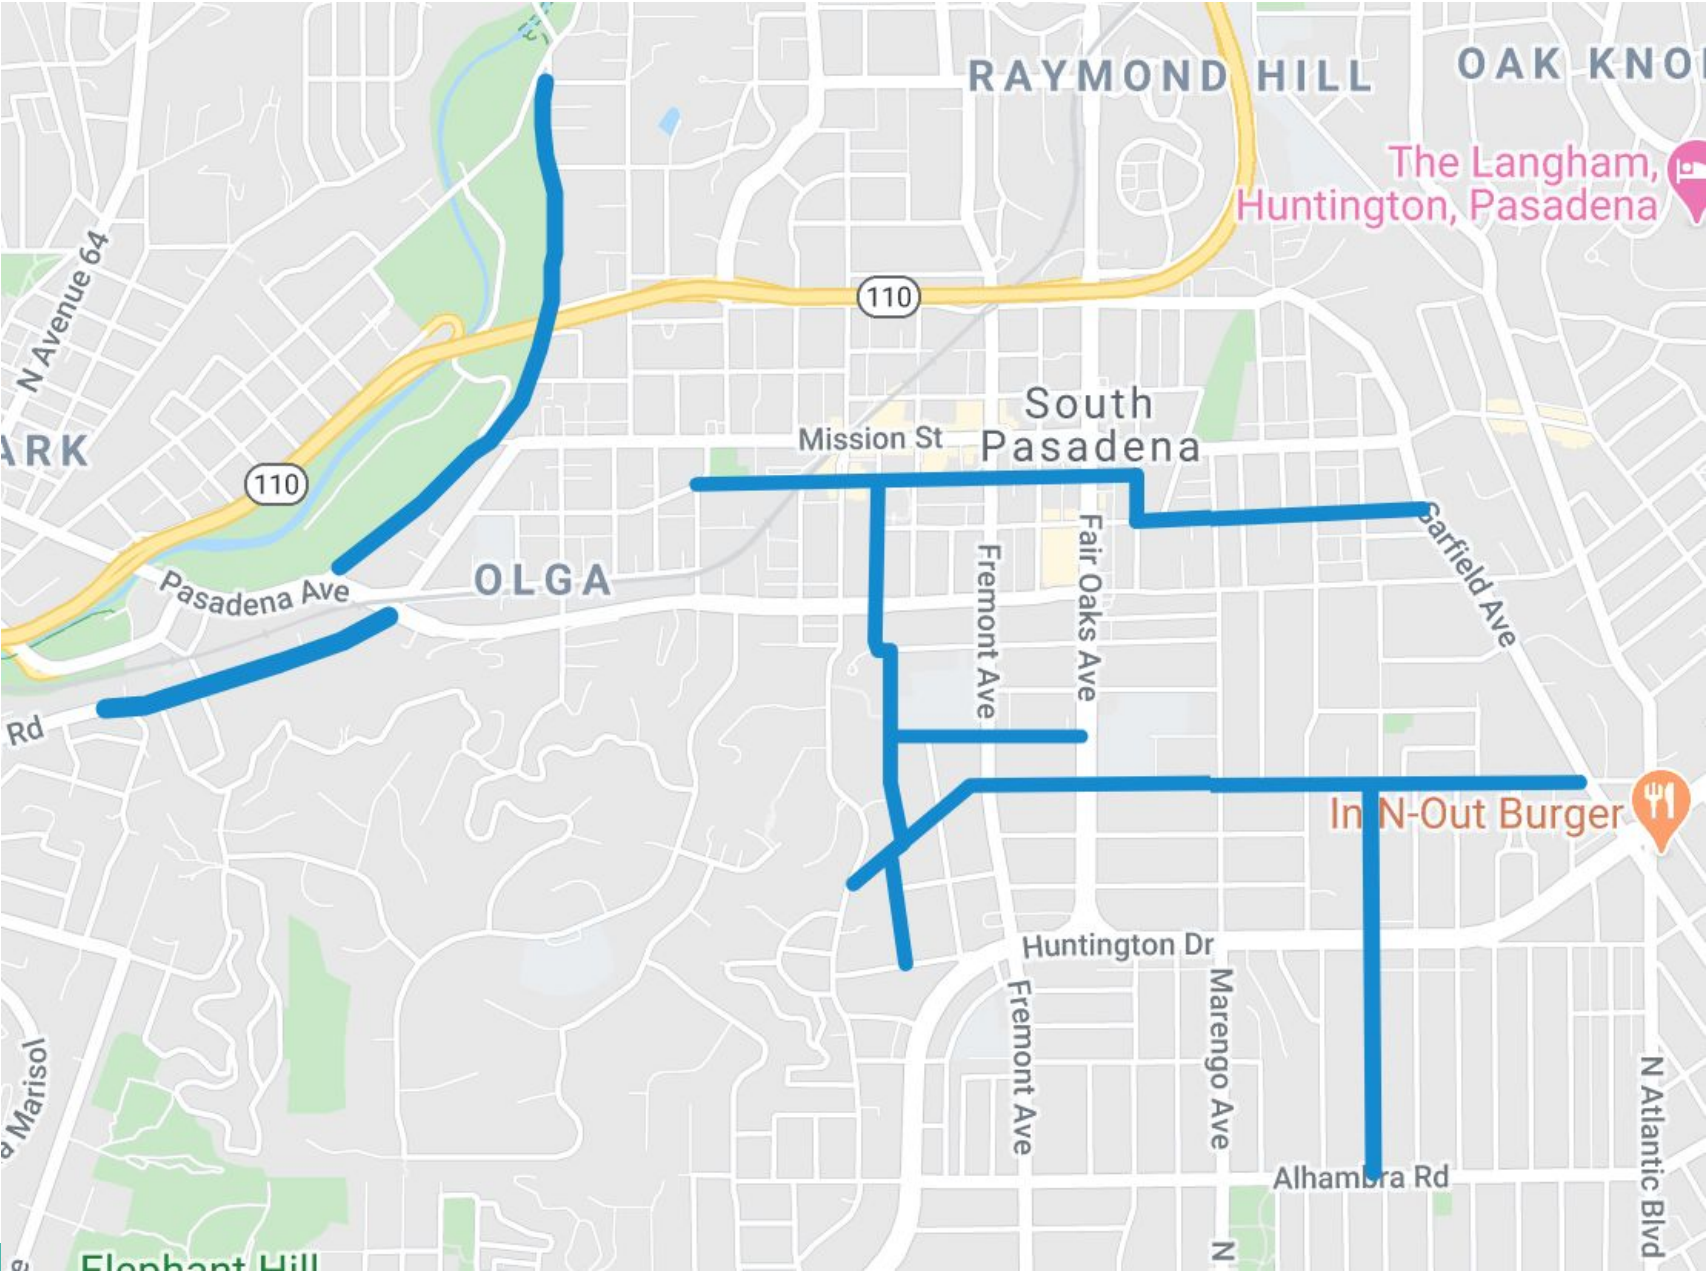 RAYMOND HILL
OAK KNO
The Langham,
Huntington, Pasadena
N Avenue 64
110
South
Pasadena
Mission St
ARK
110
Garfield Ave
Fair Oaks Ave
Fremont Ave
OLGA
Pasadena Ave
Rd
In-N-Out Burger
Huntington Dr
Marengo Ave
Fremont Ave
Marisol
N Atlantic Blvd
Alhambra Rd
N
Elephant Hill